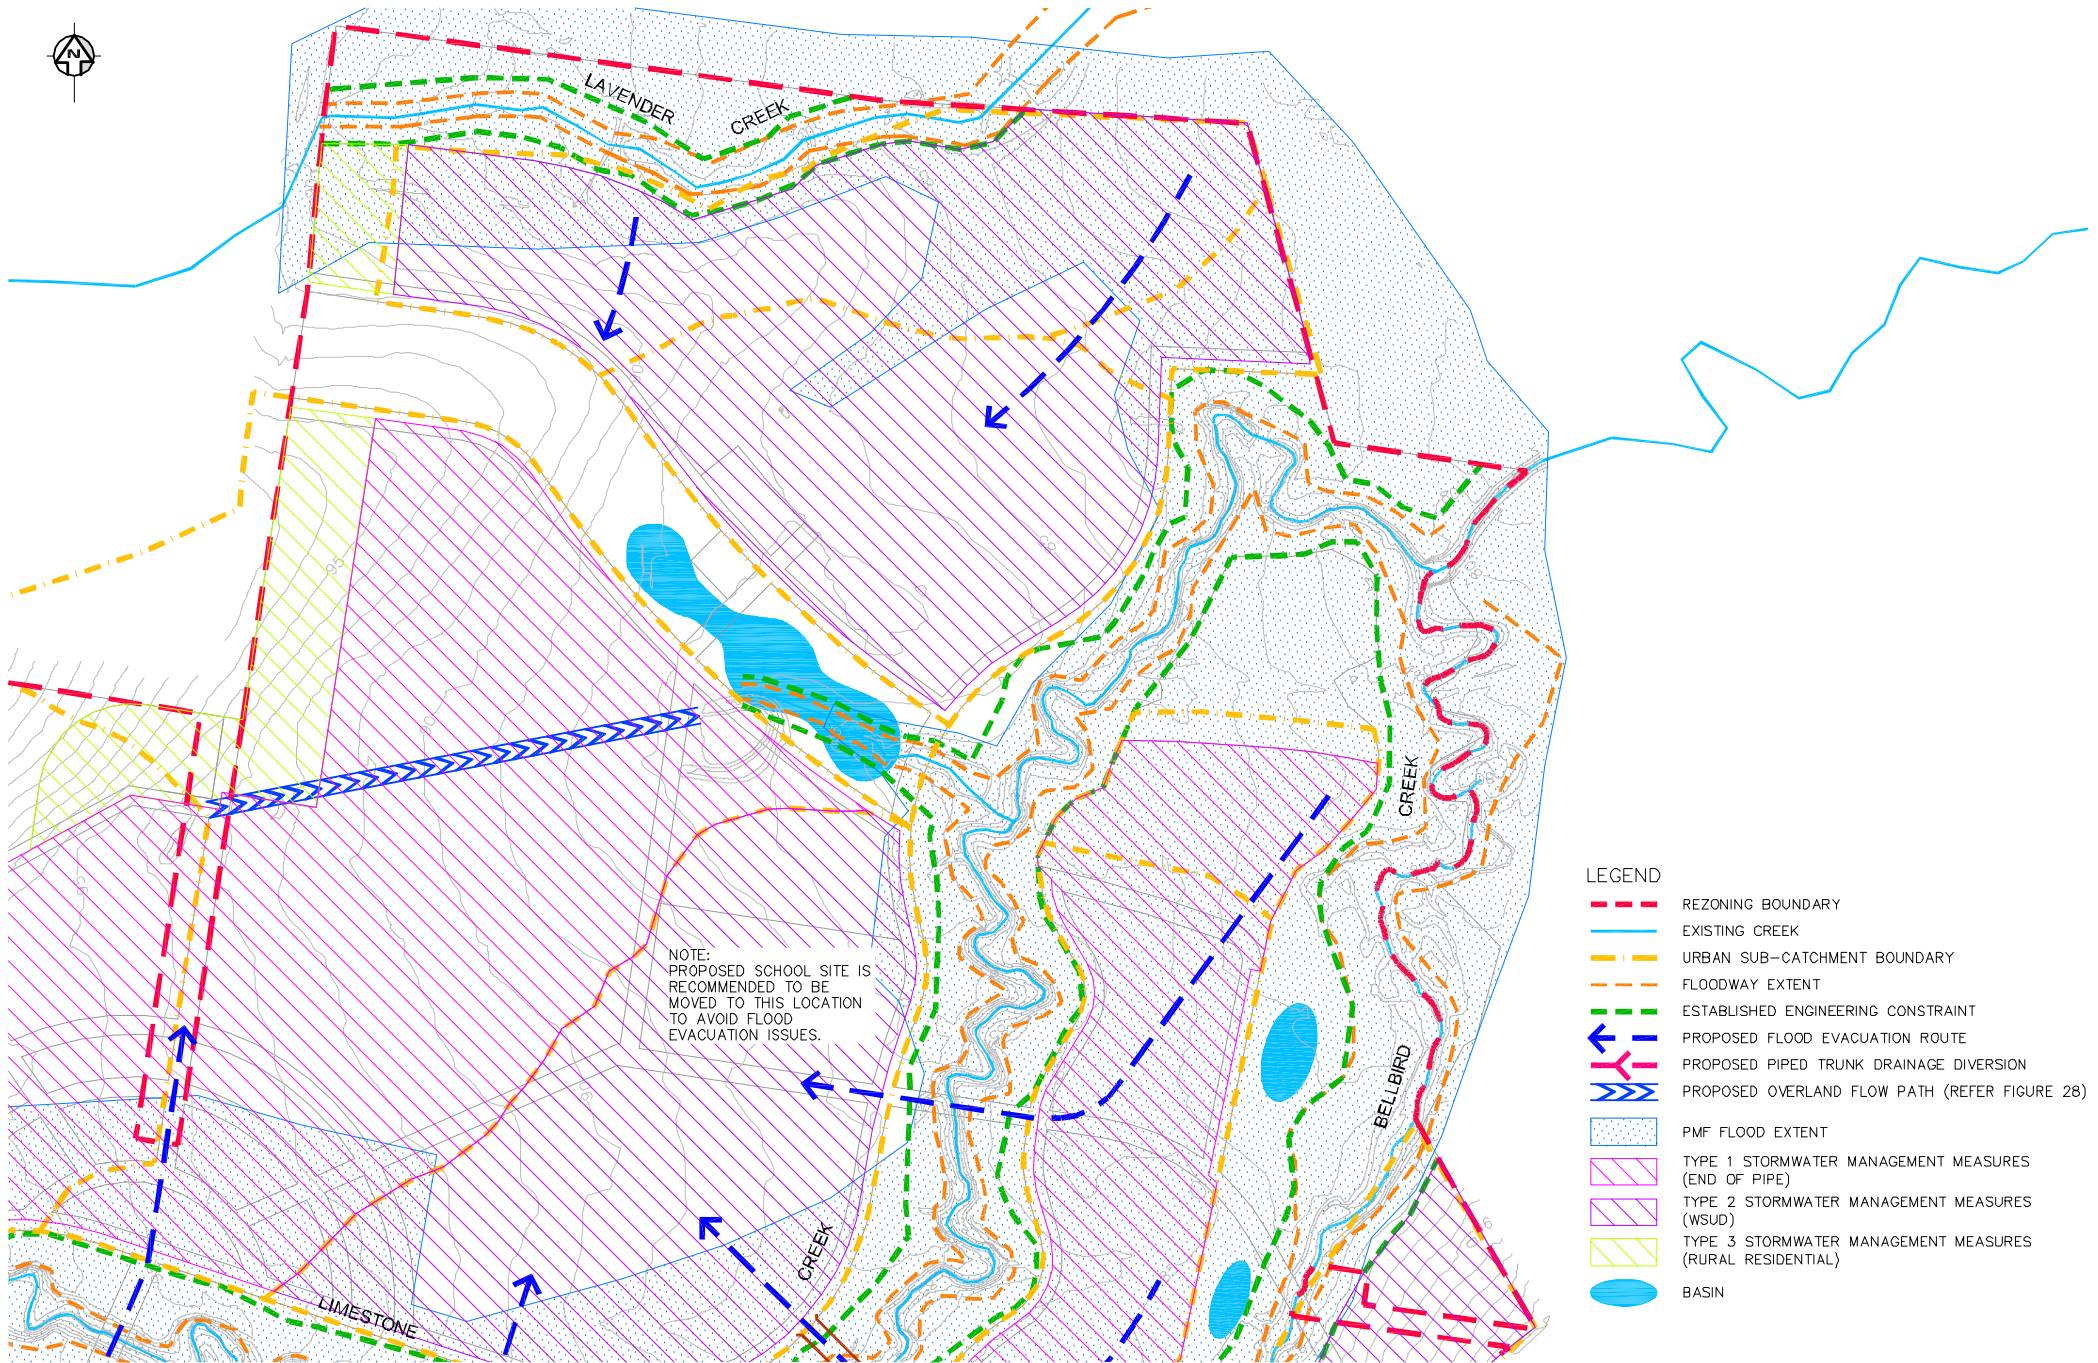 N
LAVENDER
CREEK
95
90
CREEK
NOTE:
PROPOSED SCHOOL SITE IS
RECOMMENDED TO BE
MOVED TO THIS LOCATION
TO AVOID FLOOD
EVACUATION ISSUES.
BELLBIRD
CREEK
LIMESTONE
LEGEND
REZONING BOUNDARY
EXISTING CREEK
URBAN SUB-CATCHMENT BOUNDARY
FLOODWAY EXTENT
ESTABLISHED ENGINEERING CONSTRAINT
PROPOSED FLOOD EVACUATION ROUTE
PROPOSED PIPED TRUNK DRAINAGE DIVERSION
PROPOSED OVERLAND FLOW PATH (REFER FIGURE 28)
PMF FLOOD EXTENT
TYPE 1 STORMWATER MANAGEMENT MEASURES
(END OF PIPE)
TYPE 2 STORMWATER MANAGEMENT MEASURES
(WSUD)
TYPE 3 STORMWATER MANAGEMENT MEASURES
(RURAL RESIDENTIAL)
BASIN